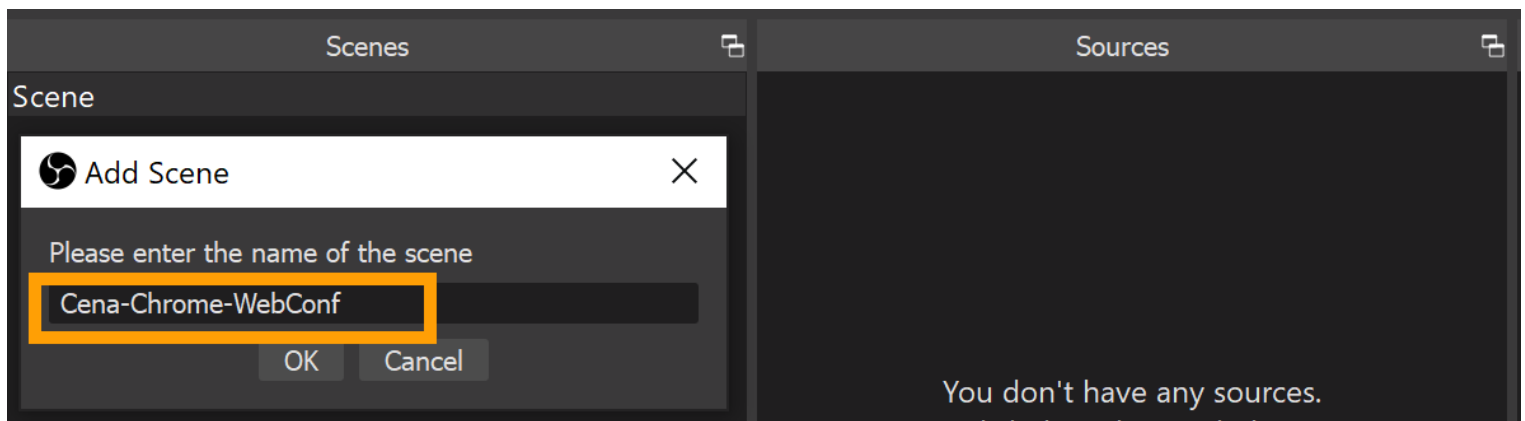 Scenes
Sources
Scene
Add Scene
Please enter the name of the scene
Cena-Chrome-WebConf
OK Cancel
You don't have any sources.